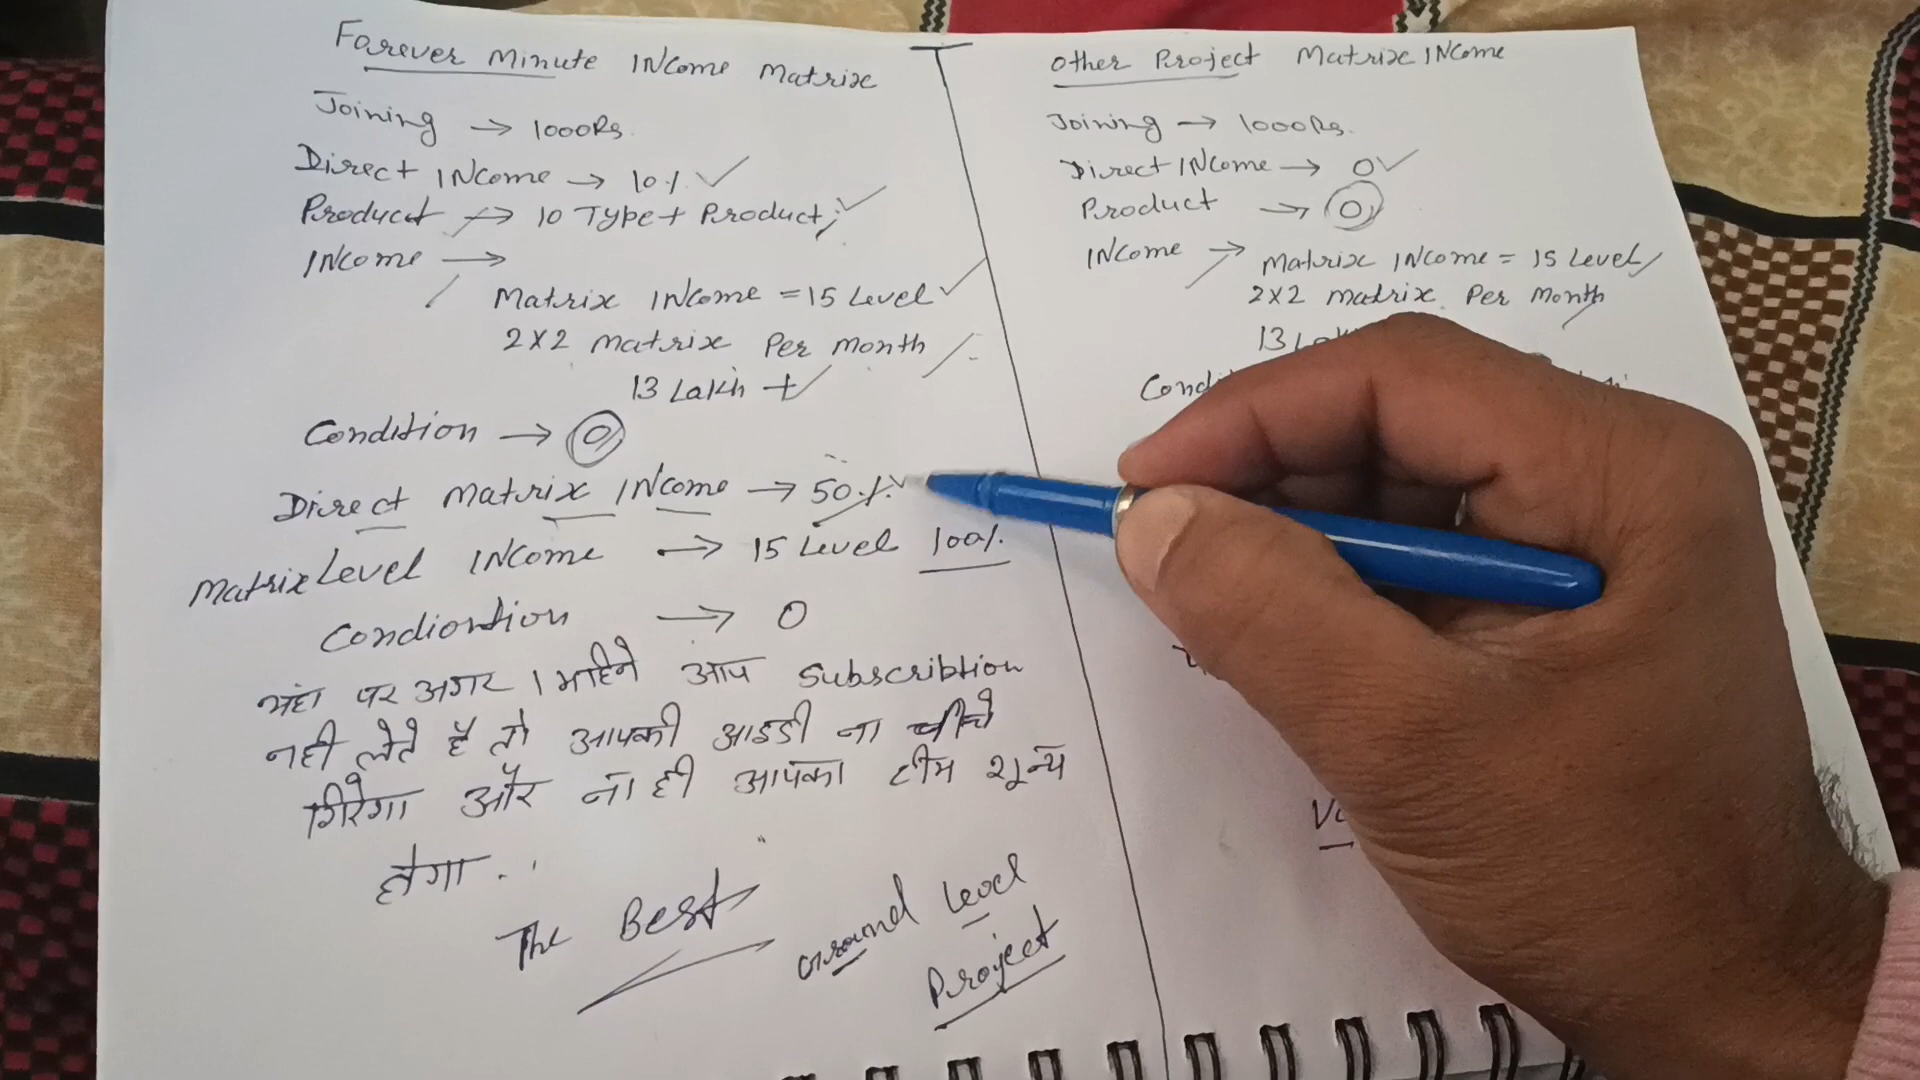 Forever Minute INcome Matrix
Joining → 1000Rs.
Direct INcome → 10% ✓
Product → 10 Type+ Product; ✓
INcome →
Matrix INcome = 15 Level ✓
2x2 matrix Per month
13 Lakh + ✓
Condition → 0
Direct Matrix INcome → 50% ✓
Matrix Level INcome → 15 Level 100%
Condiontion → 0
यहां पर अगर 1 महिने आप Subscribtion
नही लेते है तो आपकी आइडी ना नीचे
गिरेगा और ना ही आपका टीम शून्य
होगा..
The Best
Ground Level
Project
Other Project Matrix INcome
Joining → 1000Rs.
Direct INcome → 0 ✓
Product → 0
INcome → Matrix INcome = 15 Level
2x2 matrix Per Month
13